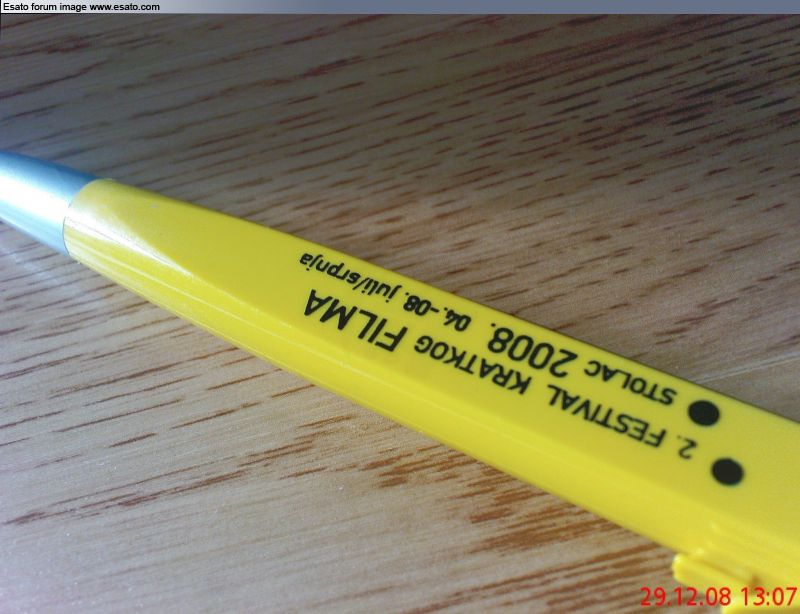 Esato forum image www.esato.com
2. FESTIVAL KRATKOG FILMA
STOLAC 2008. 04.-08. juli/srpnja
29.12.08 13:07